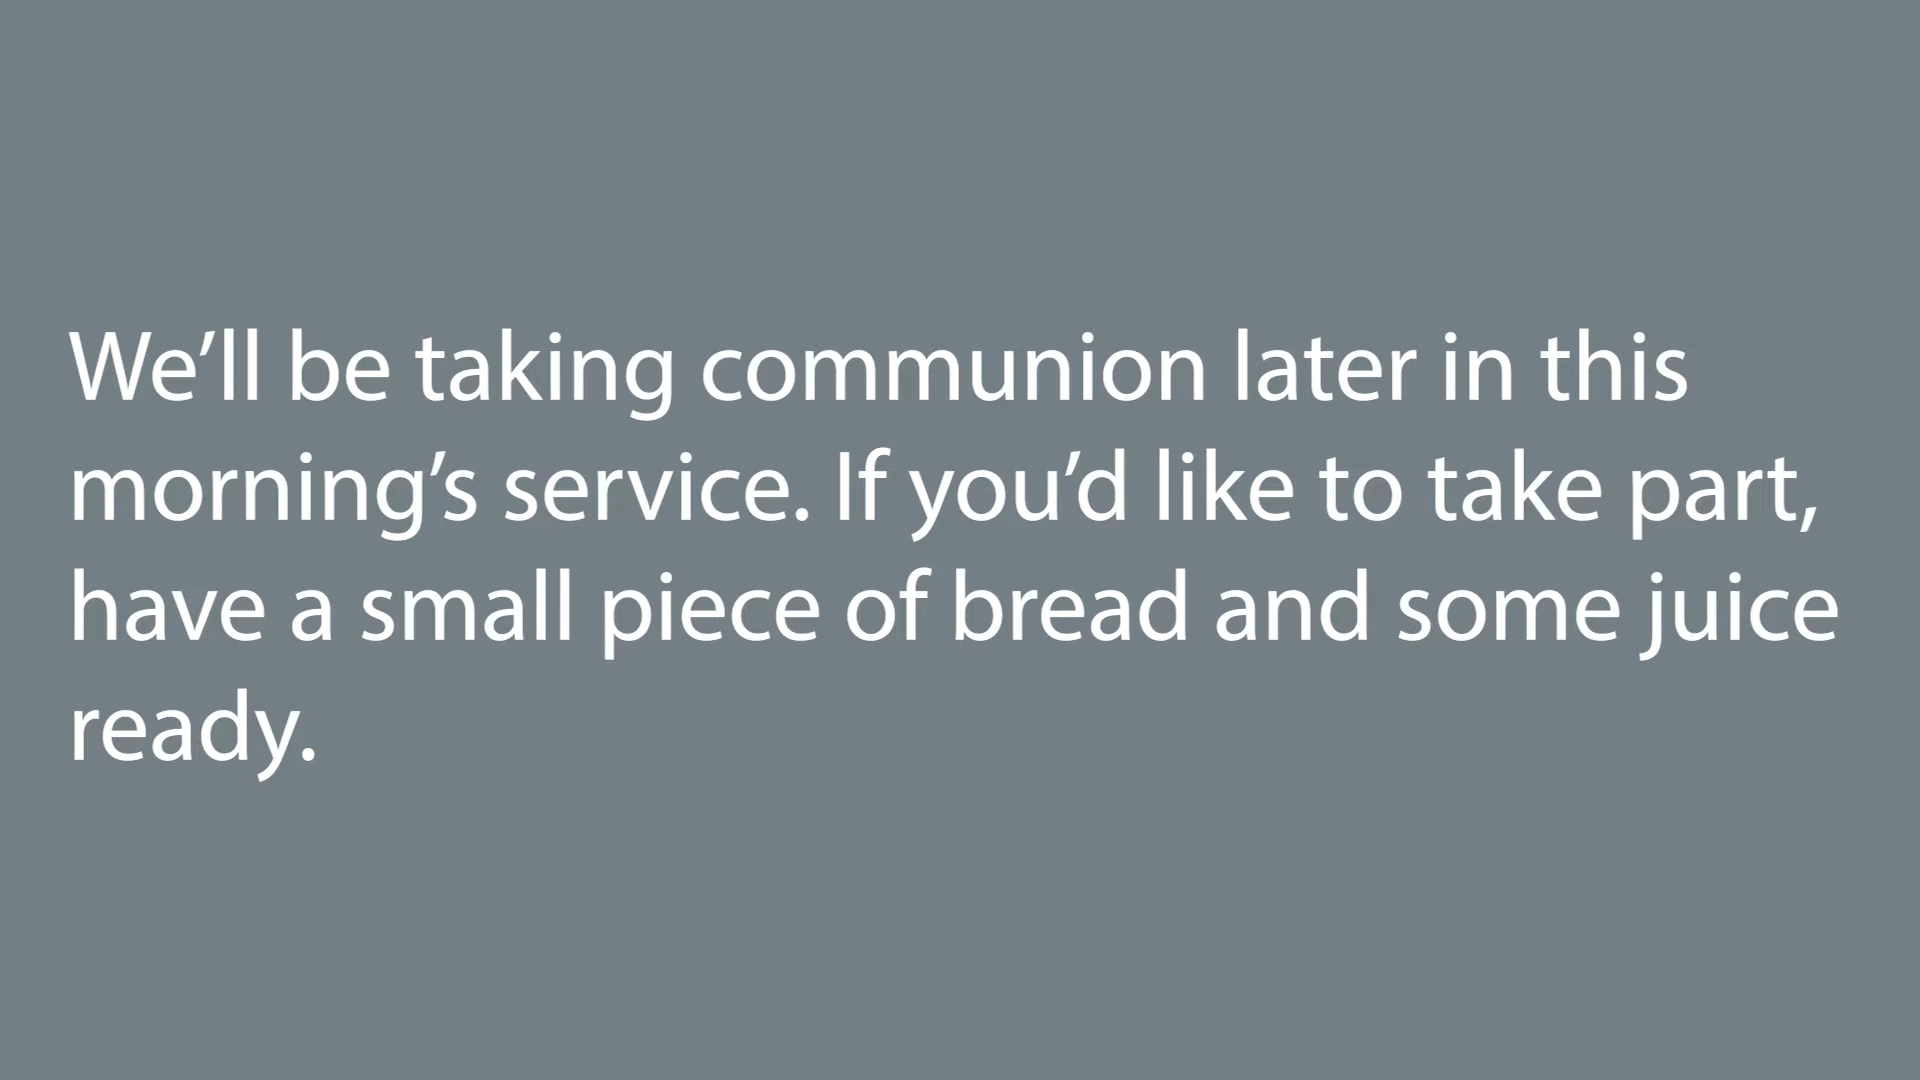 We’ll be taking communion later in this
morning’s service. If you’d like to take part,
have a small piece of bread and some juice
ready.